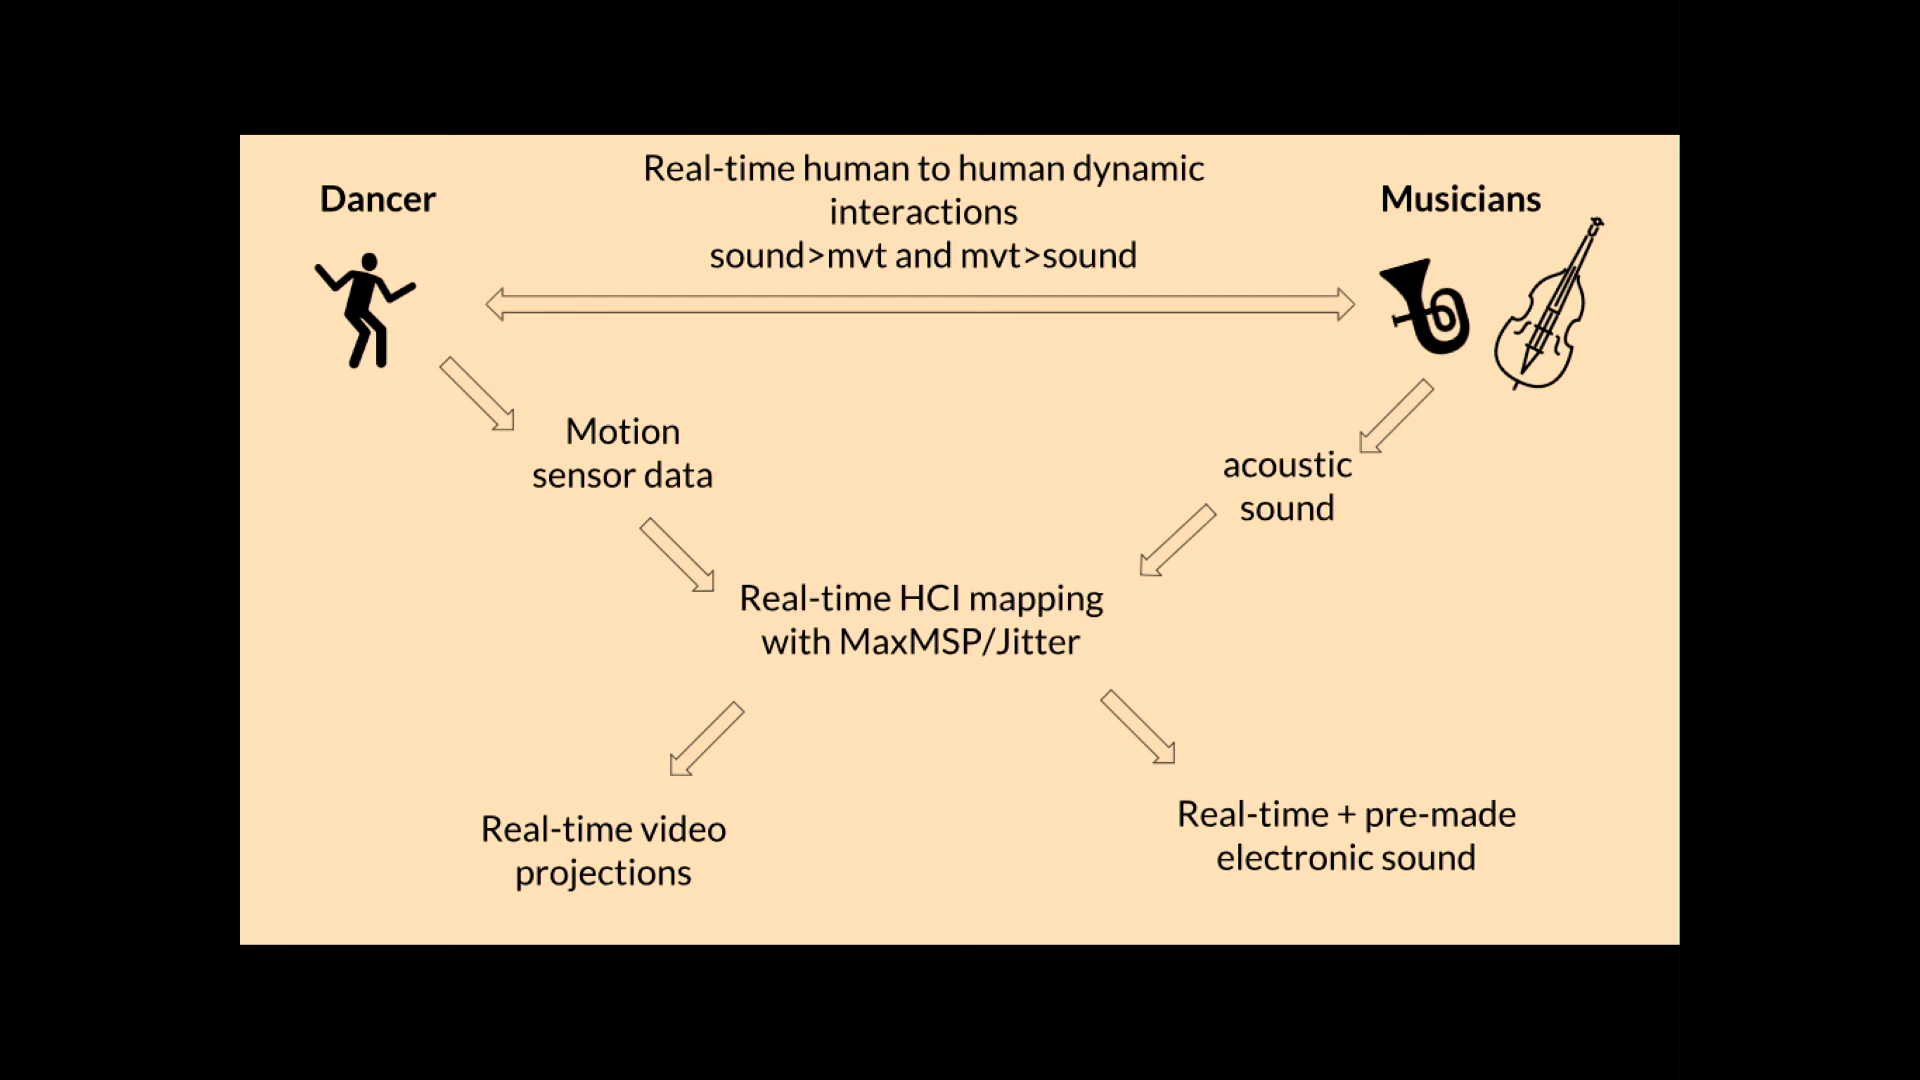 Real-time human to human dynamic
interactions
sound>mvt and mvt>sound
Dancer
Musicians
Motion
sensor data
acoustic
sound
Real-time HCI mapping
with MaxMSP/Jitter
Real-time video
projections
Real-time + pre-made
electronic sound